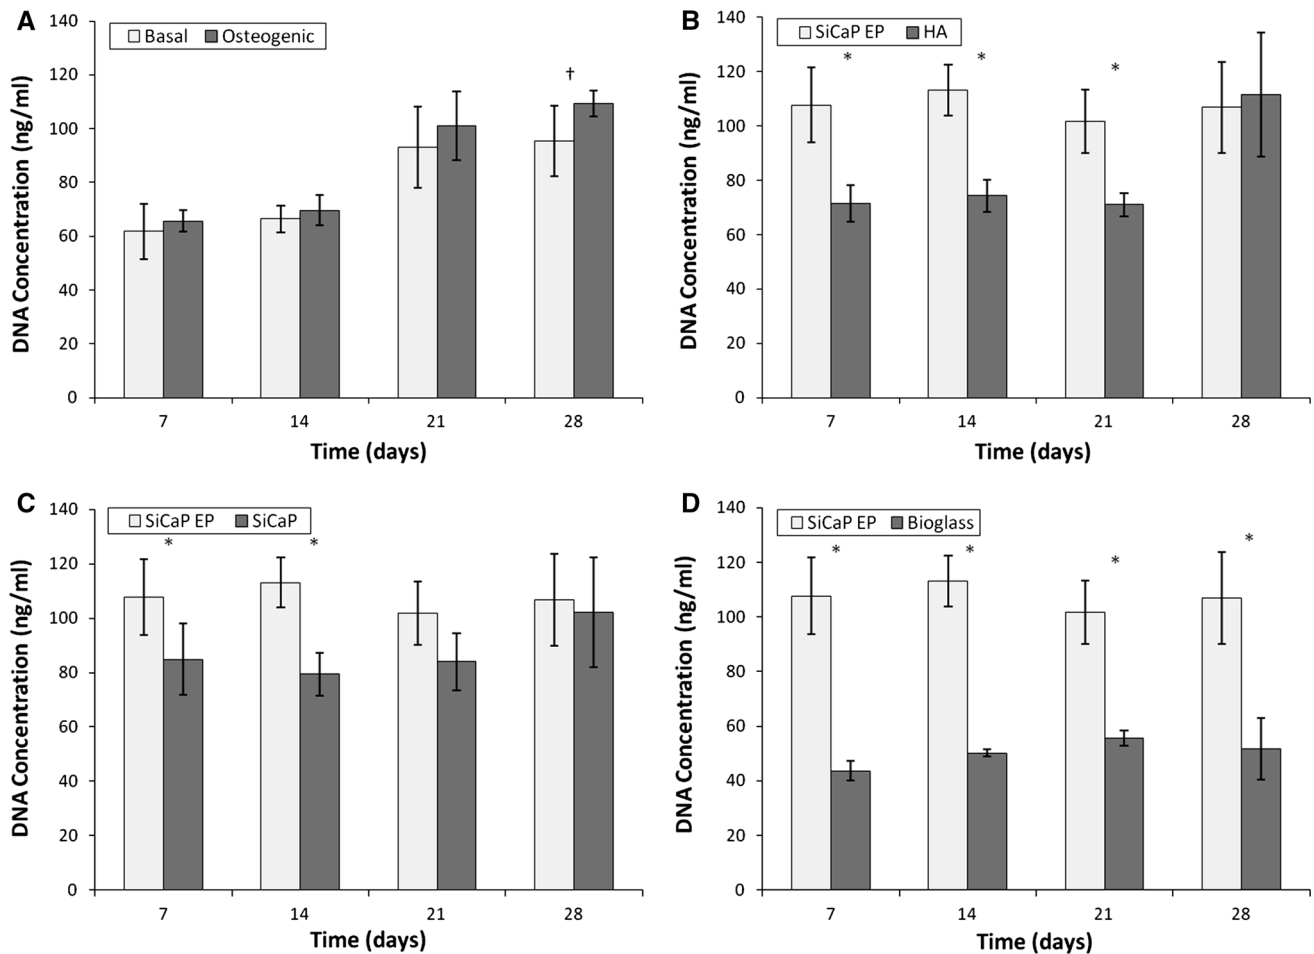 A
Basal Osteogenic
DNA Concentration (ng/ml)
140
120
100
80
60
40
20
0
†
7 14 21 28
Time (days)
B
SiCaP EP HA
DNA Concentration (ng/ml)
140
120
100
80
60
40
20
0
* * *
7 14 21 28
Time (days)
C
SiCaP EP SiCaP
DNA Concentration (ng/ml)
140
120
100
80
60
40
20
0
* *
7 14 21 28
Time (days)
D
SiCaP EP Bioglass
DNA Concentration (ng/ml)
140
120
100
80
60
40
20
0
* * * *
7 14 21 28
Time (days)